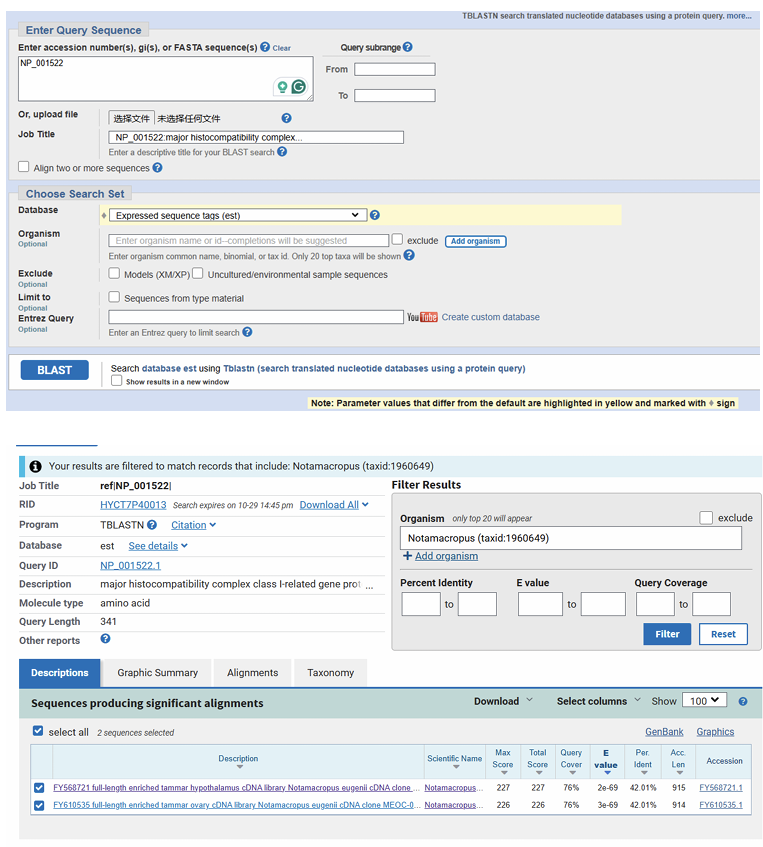 TBLASTN search translated nucleotide databases using a protein query. more...
Enter Query Sequence
Enter accession number(s), gi(s), or FASTA sequence(s) Clear
Query subrange
NP_001522
From
To
Or, upload file
选择文件 未选择任何文件
Job Title
NP_001522:major histocompatibility complex...
Enter a descriptive title for your BLAST search
Align two or more sequences
Choose Search Set
Database
Expressed sequence tags (est)
Organism
Optional
Enter organism name or id--completions will be suggested
exclude
Add organism
Enter organism common name, binomial, or tax id. Only 20 top taxa will be shown
Exclude
Optional
Models (XM/XP) Uncultured/environmental sample sequences
Limit to
Optional
Sequences from type material
Entrez Query
Optional
YouTube Create custom database
Enter an Entrez query to limit search
BLAST
Search database est using Tblastn (search translated nucleotide databases using a protein query)
Show results in a new window
Note: Parameter values that differ from the default are highlighted in yellow and marked with ♦ sign
Your results are filtered to match records that include: Notamacropus (taxid:1960649)
Job Title ref|NP_001522|
RID HYCT7P40013 Search expires on 10-29 14:45 pm Download All
Program TBLASTN Citation
Database est See details
Query ID NP_001522.1
Description major histocompatibility complex class I-related gene prot ...
Molecule type amino acid
Query Length 341
Other reports
Filter Results
Organism only top 20 will appear
exclude
Notamacropus (taxid:1960649)
Add organism
Percent Identity E value Query Coverage
to to to
Filter Reset
Descriptions Graphic Summary Alignments Taxonomy
Sequences producing significant alignments
Download Select columns Show 100
select all 2 sequences selected
GenBank Graphics
Description Scientific Name Max Score Total Score Query Cover E value Per. Ident Acc. Len Accession
FY568721 full-length enriched tammar hypothalamus cDNA library Notamacropus eugenii cDNA clone ... Notamacropus... 227 227 76% 2e-69 42.01% 915 FY568721.1
FY610535 full-length enriched tammar ovary cDNA library Notamacropus eugenii cDNA clone MEOC-0... Notamacropus... 226 226 76% 3e-69 42.01% 914 FY610535.1